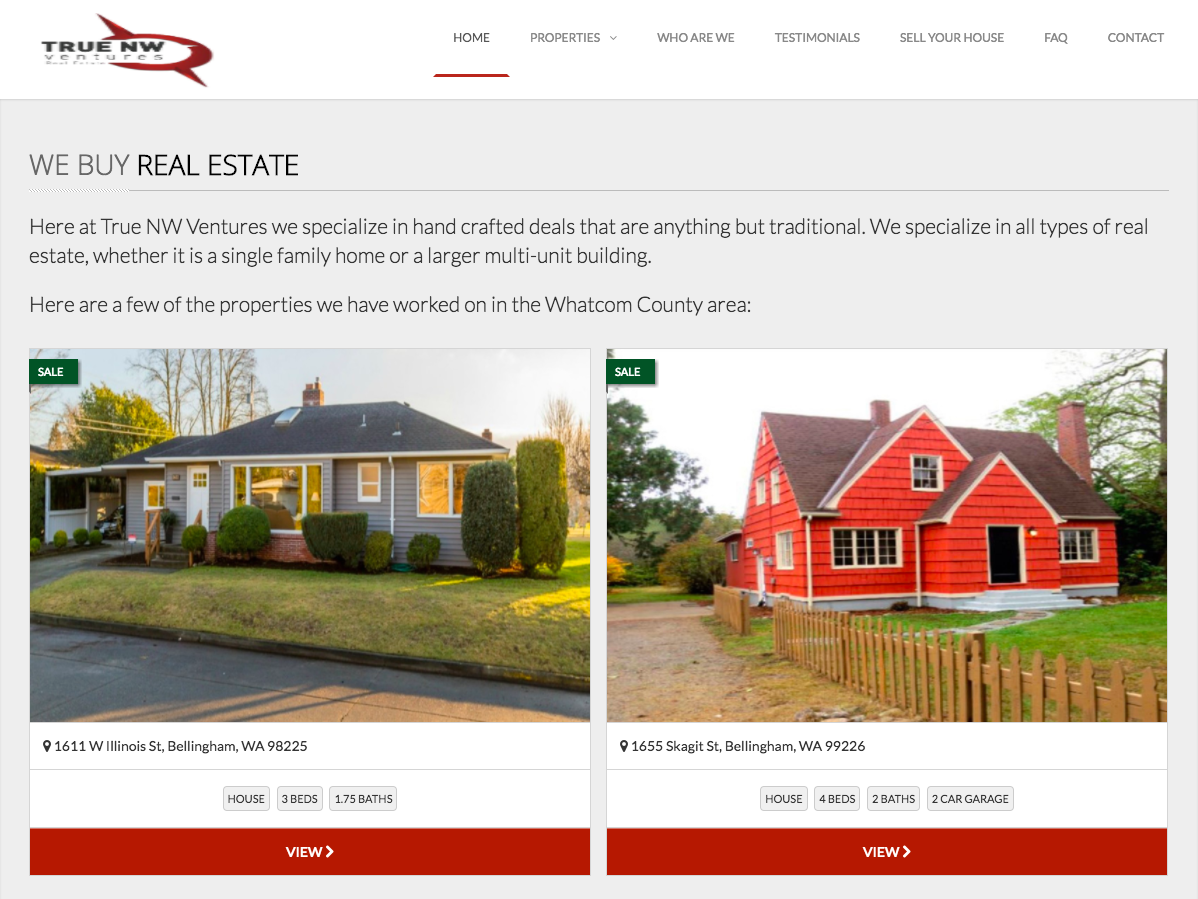 TRUE NW
ventures
Real Estate
HOME
PROPERTIES
WHO ARE WE
TESTIMONIALS
SELL YOUR HOUSE
FAQ
CONTACT
WE BUY REAL ESTATE
Here at True NW Ventures we specialize in hand crafted deals that are anything but traditional. We specialize in all types of real
estate, whether it is a single family home or a larger multi-unit building.
Here are a few of the properties we have worked on in the Whatcom County area:
SALE
1611 W Illinois St, Bellingham, WA 98225
HOUSE
3 BEDS
1.75 BATHS
VIEW
SALE
1655 Skagit St, Bellingham, WA 99226
HOUSE
4 BEDS
2 BATHS
2 CAR GARAGE
VIEW